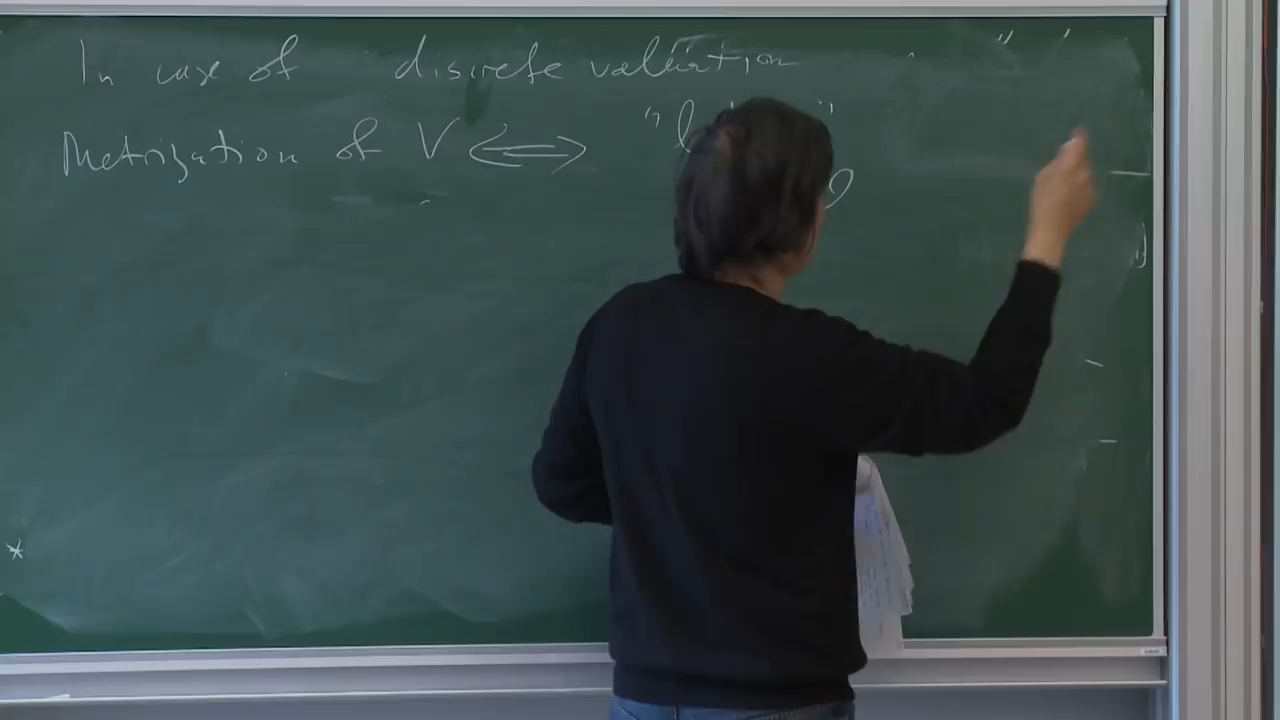 In case of discrete valuation
Metrization of V ⟺ "l "